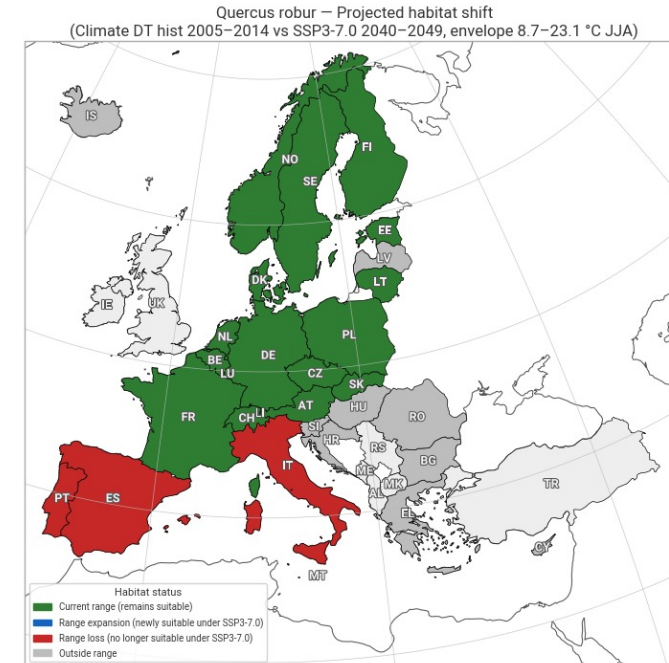 Quercus robur — Projected habitat shift
(Climate DT hist 2005–2014 vs SSP3-7.0 2040–2049, envelope 8.7–23.1 °C JJA)
IS
FI
NO
SE
EE
LV
DK
LT
IE
UK
NL
PL
BE
DE
LU
CZ
SK
AT
HU
CH
LI
FR
SI
RO
HR
RS
BG
IT
ME
MK
AL
PT
ES
TR
EL
CY
MT
Habitat status
Current range (remains suitable)
Range expansion (newly suitable under SSP3-7.0)
Range loss (no longer suitable under SSP3-7.0)
Outside range